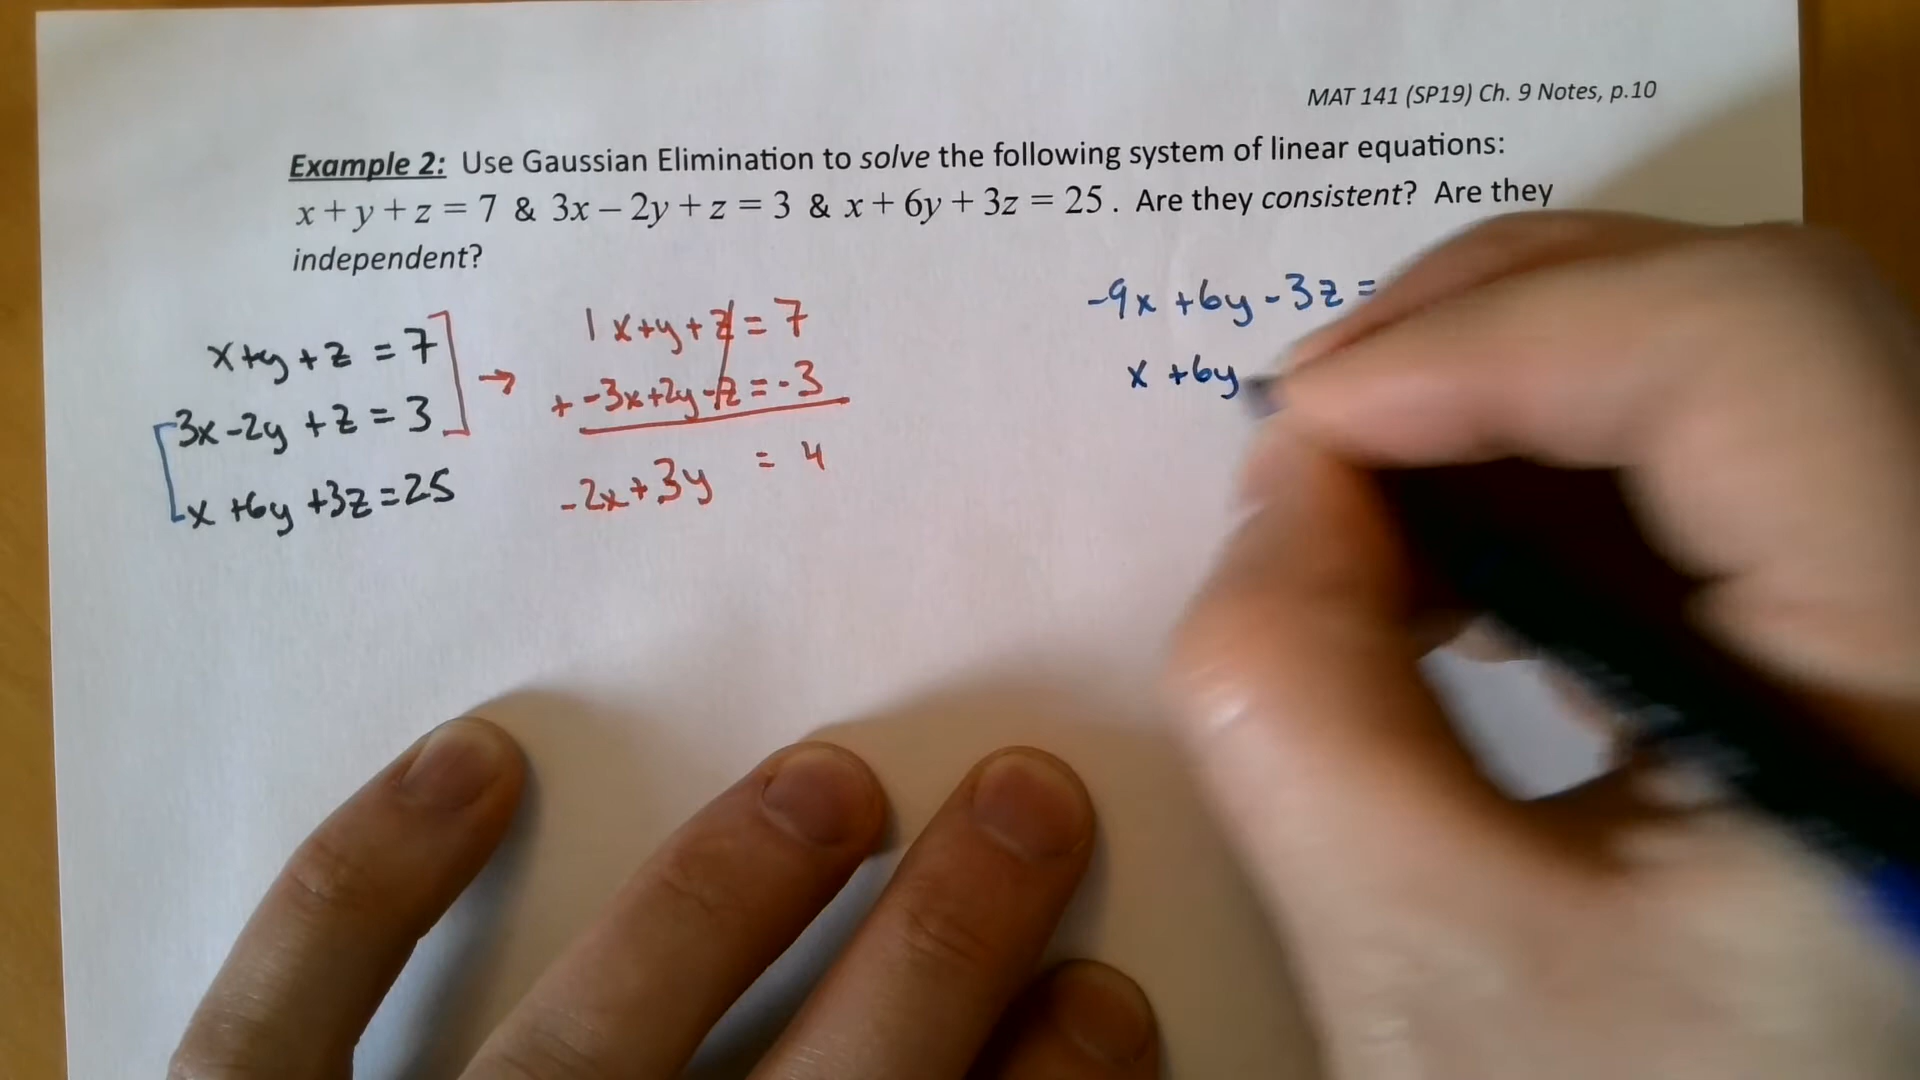 MAT 141 (SP19) Ch. 9 Notes, p.10
Example 2: Use Gaussian Elimination to solve the following system of linear equations:
x + y + z = 7 & 3x – 2y + z = 3 & x + 6y + 3z = 25 . Are they consistent? Are they
independent?
x+y+z = 7
3x-2y+z = 3
x+6y+3z=25
→
1x+y+z = 7
+ -3x+2y-z = -3
-2x+3y = 4
-9x+6y-3z =
x+6y